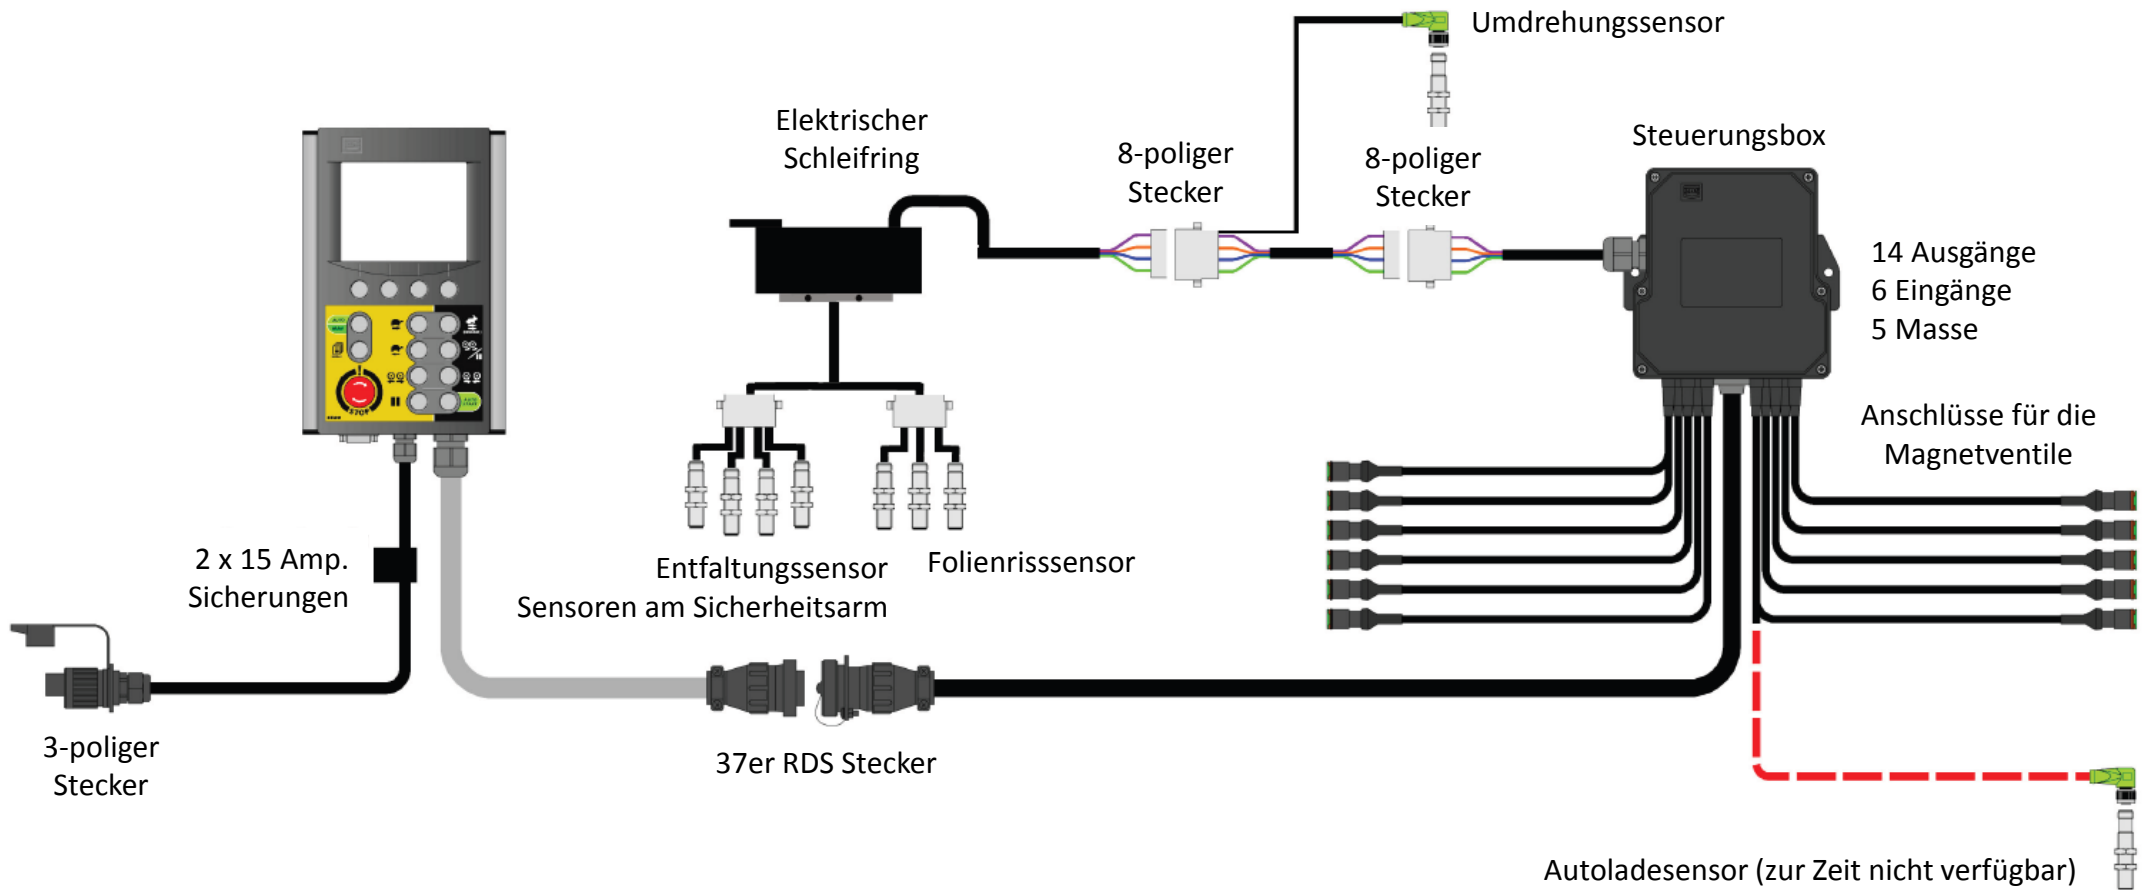 Umdrehungssensor
Elektrischer
Schleifring
8-poliger
Stecker
8-poliger
Stecker
Steuerungsbox
14 Ausgänge
6 Eingänge
5 Masse
Anschlüsse für die
Magnetventile
STOP
2 x 15 Amp.
Sicherungen
Entfaltungssensor
Sensoren am Sicherheitsarm
Folienrisssensor
3-poliger
Stecker
37er RDS Stecker
Autoladesensor (zur Zeit nicht verfügbar)